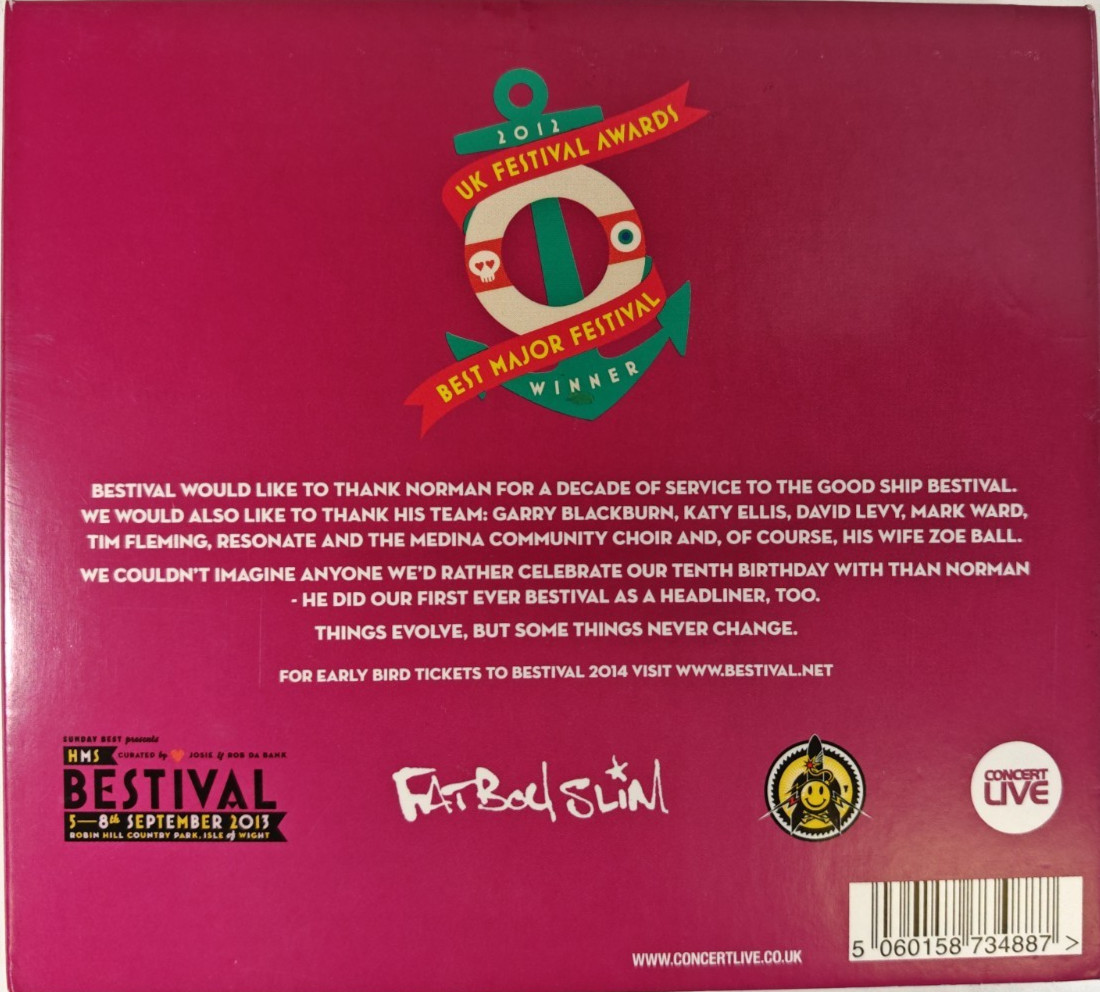 2012
UK FESTIVAL AWARDS
BEST MAJOR FESTIVAL
WINNER
BESTIVAL WOULD LIKE TO THANK NORMAN FOR A DECADE OF SERVICE TO THE GOOD SHIP BESTIVAL.
WE WOULD ALSO LIKE TO THANK HIS TEAM: GARRY BLACKBURN, KATY ELLIS, DAVID LEVY, MARK WARD,
TIM FLEMING, RESONATE AND THE MEDINA COMMUNITY CHOIR AND, OF COURSE, HIS WIFE ZOE BALL.
WE COULDN'T IMAGINE ANYONE WE'D RATHER CELEBRATE OUR TENTH BIRTHDAY WITH THAN NORMAN
- HE DID OUR FIRST EVER BESTIVAL AS A HEADLINER, TOO.
THINGS EVOLVE, BUT SOME THINGS NEVER CHANGE.
FOR EARLY BIRD TICKETS TO BESTIVAL 2014 VISIT WWW.BESTIVAL.NET
SUNDAY BEST presents
HMS CURATED by JOSIE & ROB DA BANK
BESTIVAL
5—8th SEPTEMBER 2013
ROBIN HILL COUNTRY PARK, ISLE of WIGHT
FATBOY SLIM
CONCERT
LIVE
WWW.CONCERTLIVE.CO.UK
5 060158 734887 >